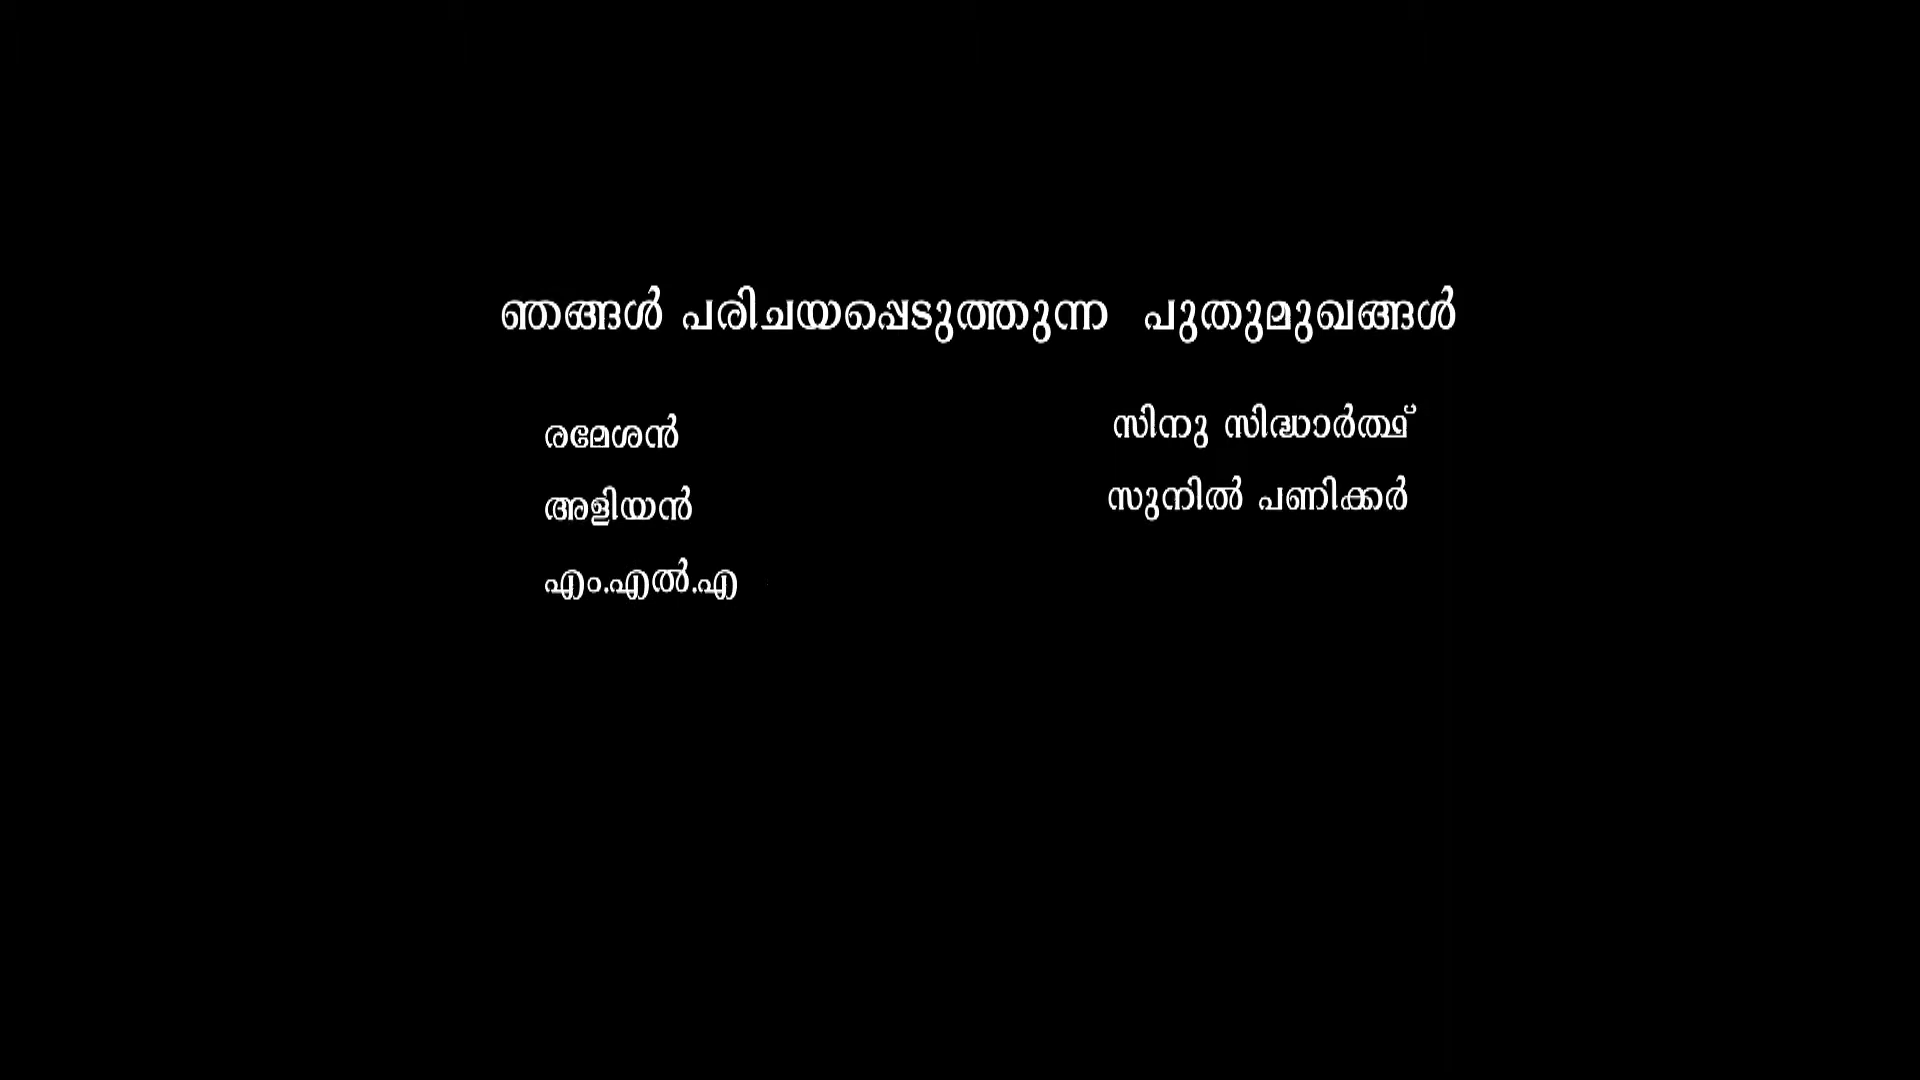 ഞങ്ങൾ പരിചയപ്പെടുത്തുന്ന പുതുമുഖങ്ങൾ
രമേശൻ സിനു സിദ്ധാർത്ഥ്
അളിയൻ സുനിൽ പണിക്കർ
എം.എൽ.എ